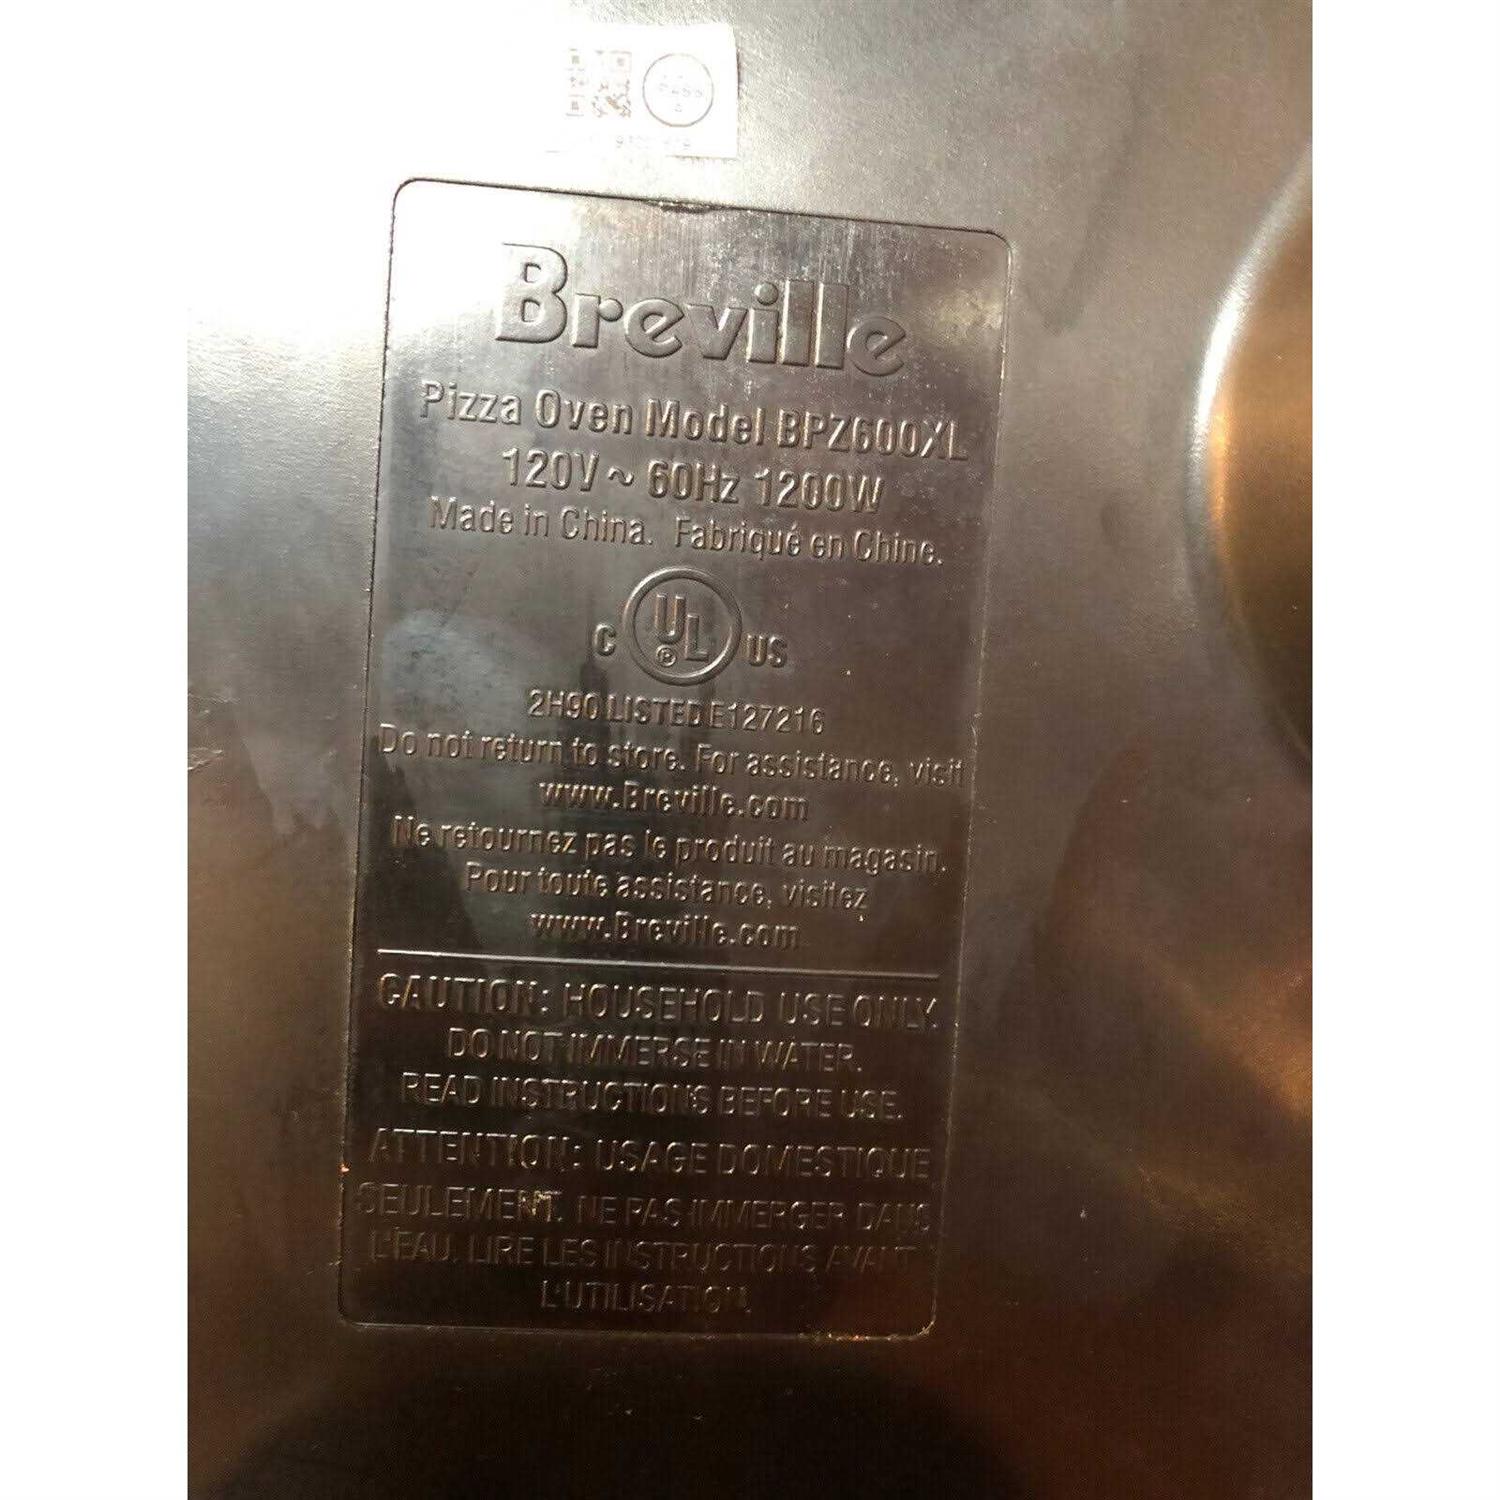 Breville
Pizza Oven Model BPZ600XL
120V ~ 60Hz 1200W
Made in China. Fabriqué en Chine.
C UL® US
2H90 LISTED E127216
Do not return to store. For assistance, visit
www.Breville.com
Ne retournez pas le produit au magasin.
Pour toute assistance, visitez
www.Breville.com
CAUTION: HOUSEHOLD USE ONLY.
DO NOT IMMERSE IN WATER.
READ INSTRUCTIONS BEFORE USE.
ATTENTION: USAGE DOMESTIQUE
SEULEMENT. NE PAS IMMERGER DANS
L'EAU. LIRE LES INSTRUCTIONS AVANT
L'UTILISATION.